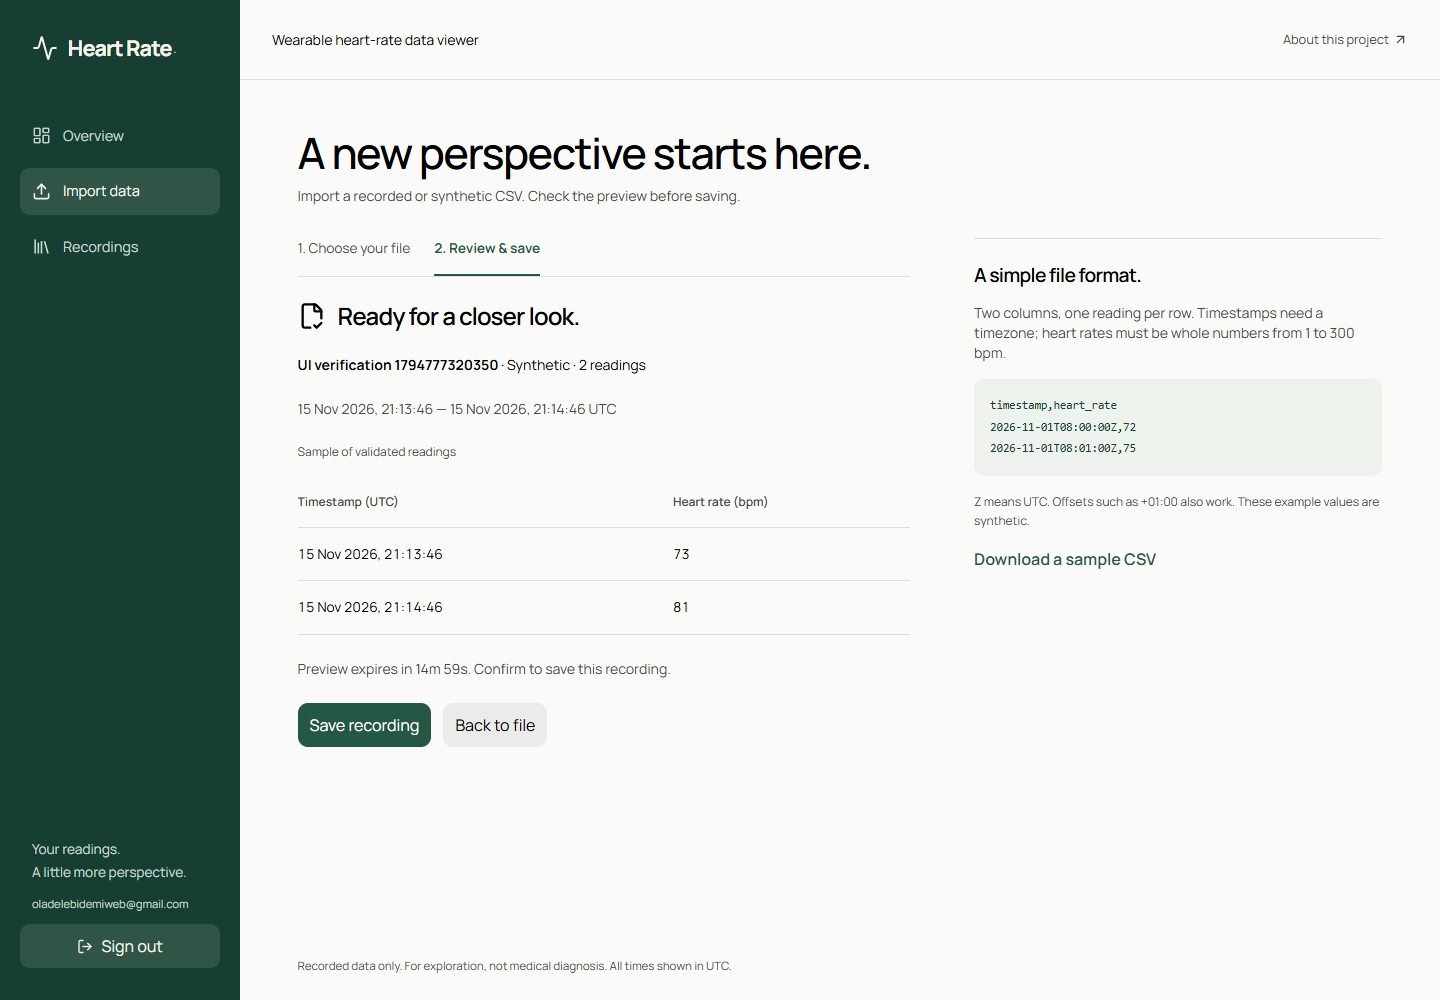 Heart Rate.
Overview
Import data
Recordings
Your readings.
A little more perspective.
oladelebidemiweb@gmail.com
Sign out
Wearable heart-rate data viewer
About this project
A new perspective starts here.
Import a recorded or synthetic CSV. Check the preview before saving.
1. Choose your file
2. Review & save
Ready for a closer look.
UI verification 1794777320350 · Synthetic · 2 readings
15 Nov 2026, 21:13:46 — 15 Nov 2026, 21:14:46 UTC
Sample of validated readings
Timestamp (UTC) Heart rate (bpm)
15 Nov 2026, 21:13:46 73
15 Nov 2026, 21:14:46 81
Preview expires in 14m 59s. Confirm to save this recording.
Save recording
Back to file
A simple file format.
Two columns, one reading per row. Timestamps need a
timezone; heart rates must be whole numbers from 1 to 300
bpm.
timestamp,heart_rate
2026-11-01T08:00:00Z,72
2026-11-01T08:01:00Z,75
Z means UTC. Offsets such as +01:00 also work. These example values are
synthetic.
Download a sample CSV
Recorded data only. For exploration, not medical diagnosis. All times shown in UTC.